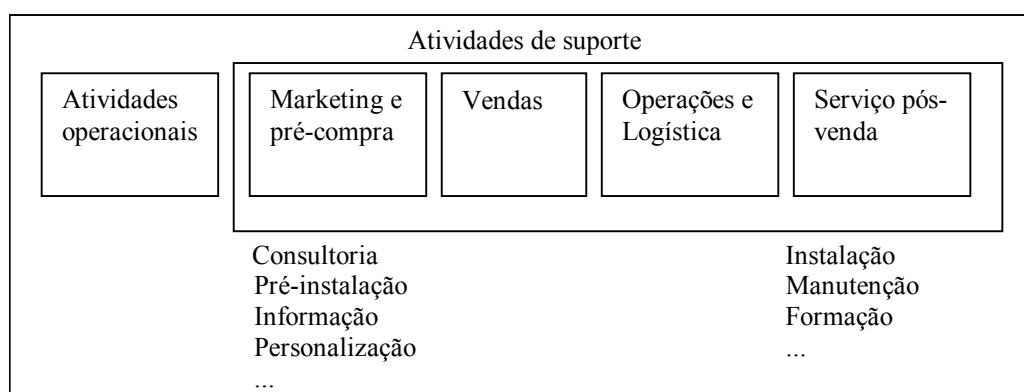 Atividades de suporte
Atividades
operacionais
Marketing e
pré-compra
Vendas
Operações e
Logística
Serviço pós-
venda
Consultoria
Pré-instalação
Informação
Personalização
...
Instalação
Manutenção
Formação
...